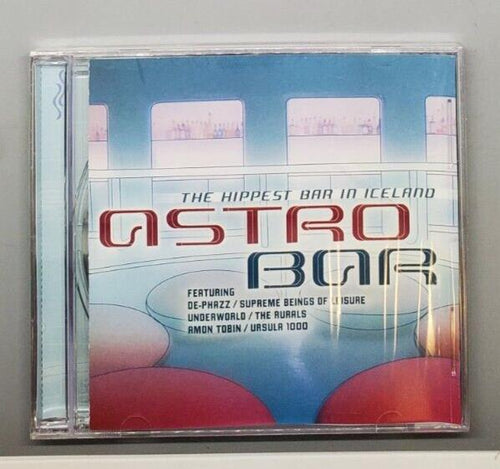 THE HIPPEST BAR IN ICELAND
ASTRO
BAR
FEATURING
DE-PHAZZ / SUPREME BEINGS OF LEISURE
UNDERWORLD / THE RURALS
AMON TOBIN / URSULA 1000